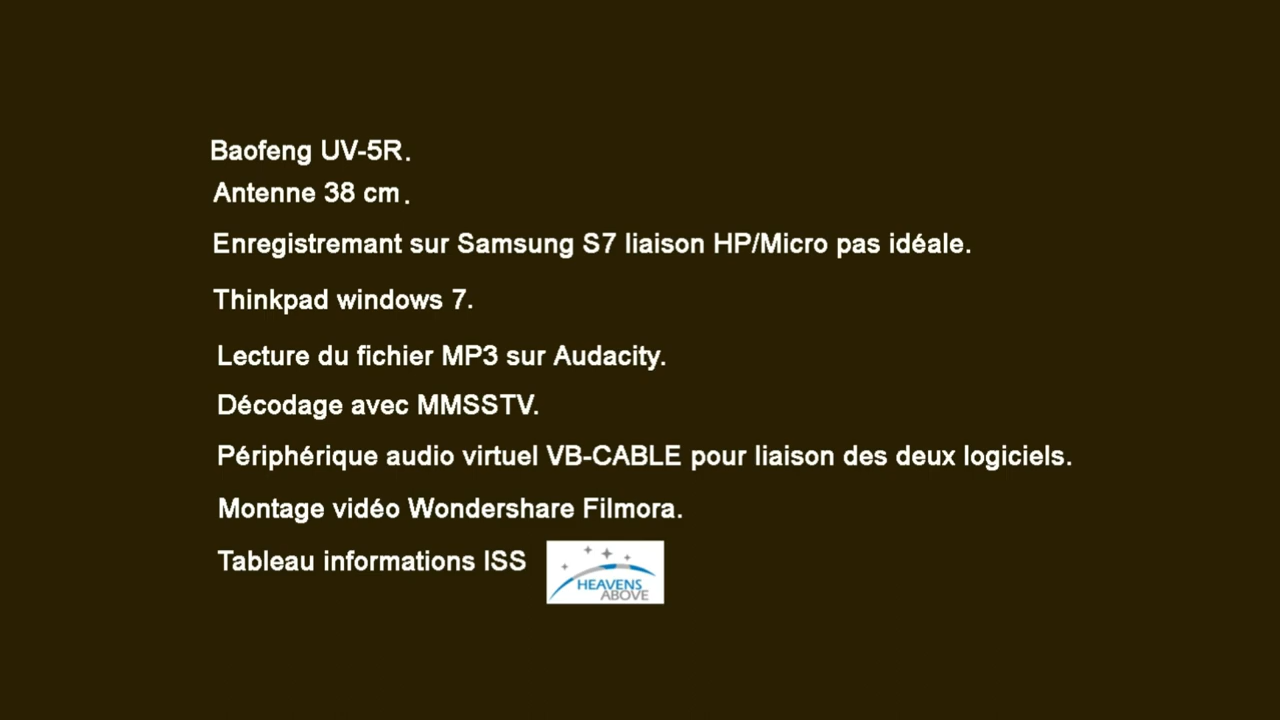 Baofeng UV-5R.
Antenne 38 cm.
Enregistremant sur Samsung S7 liaison HP/Micro pas idéale.
Thinkpad windows 7.
Lecture du fichier MP3 sur Audacity.
Décodage avec MMSSTV.
Périphérique audio virtuel VB-CABLE pour liaison des deux logiciels.
Montage vidéo Wondershare Filmora.
Tableau informations ISS
HEAVENS
ABOVE